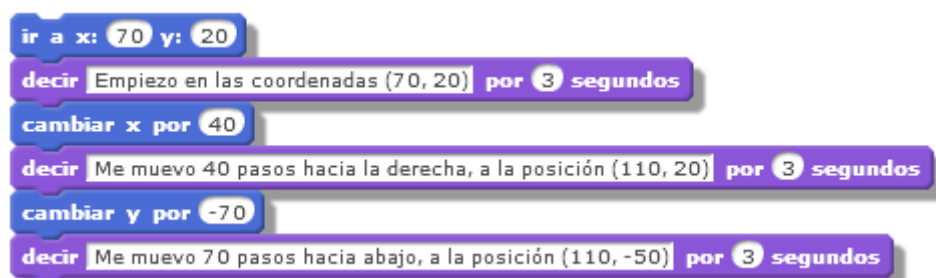 ir a x: 70 y: 20
decir Empiezo en las coordenadas (70, 20) por 3 segundos
cambiar x por 40
decir Me muevo 40 pasos hacia la derecha, a la posición (110, 20) por 3 segundos
cambiar y por -70
decir Me muevo 70 pasos hacia abajo, a la posición (110, -50) por 3 segundos